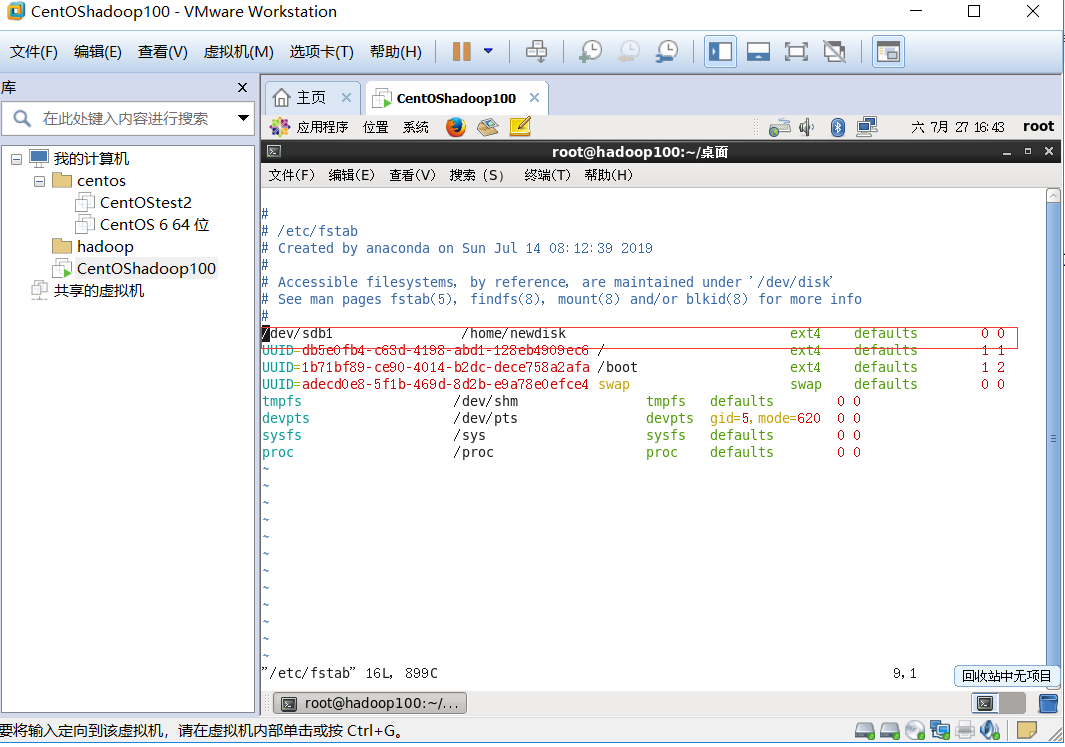 CentOShadoop100 - VMware Workstation
文件(F) 编辑(E) 查看(V) 虚拟机(M) 选项卡(T) 帮助(H)
库
在此处键入内容进行搜索
我的计算机
centos
CentOStest2
CentOS 6 64 位
hadoop
CentOShadoop100
共享的虚拟机
主页 CentOShadoop100
应用程序 位置 系统 六 7月 27 16:43 root
root@hadoop100:~/桌面
文件(F) 编辑(E) 查看(V) 搜索 (S) 终端(T) 帮助(H)
#
# /etc/fstab
# Created by anaconda on Sun Jul 14 08:12:39 2019
#
# Accessible filesystems, by reference, are maintained under '/dev/disk'
# See man pages fstab(5), findfs(8), mount(8) and/or blkid(8) for more info
#
/dev/sdb1 /home/newdisk ext4 defaults 0 0
UUID=db5e0fb4-c63d-4198-abd1-128eb4909ec6 / ext4 defaults 1 1
UUID=1b71bf89-ce90-4014-b2dc-dece758a2afa /boot ext4 defaults 1 2
UUID=adecd0e8-5f1b-469d-8d2b-e9a78e0efce4 swap swap defaults 0 0
tmpfs /dev/shm tmpfs defaults 0 0
devpts /dev/pts devpts gid=5,mode=620 0 0
sysfs /sys sysfs defaults 0 0
proc /proc proc defaults 0 0
~
~
~
~
~
~
~
~
~
~
~
~
"/etc/fstab" 16L, 899C 9,1
回收站中无项目
root@hadoop100:~/...
要将输入定向到该虚拟机，请在虚拟机内部单击或按 Ctrl+G。